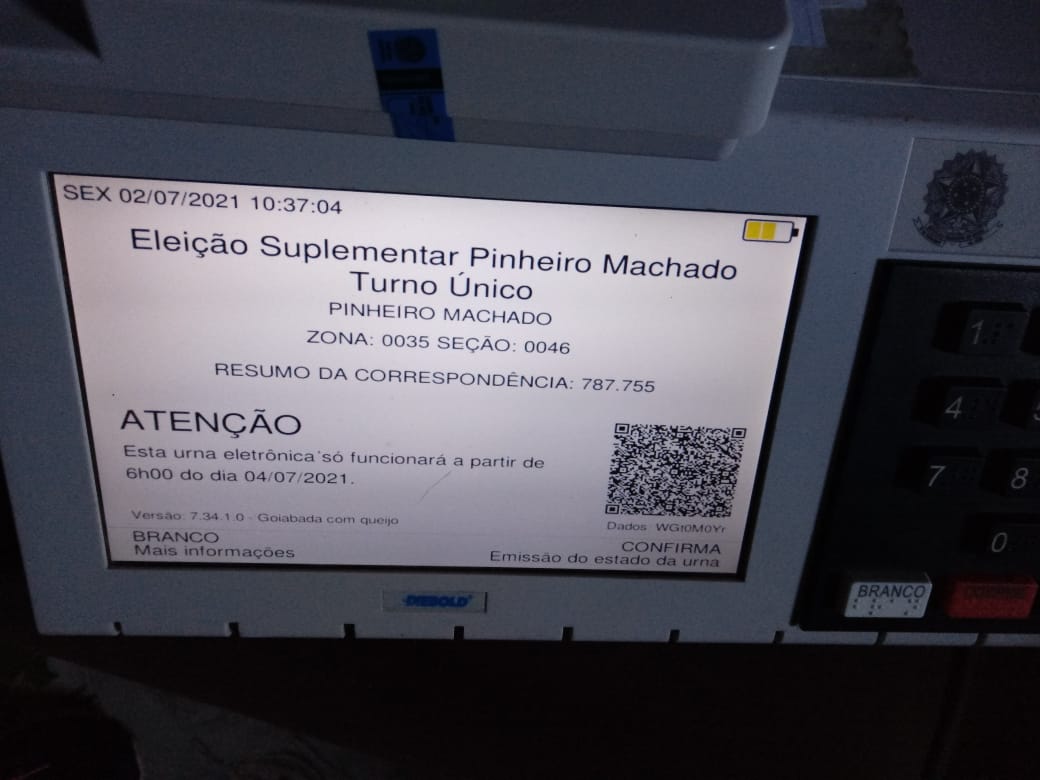 SEX 02/07/2021 10:37:04
Eleição Suplementar Pinheiro Machado
Turno Único
PINHEIRO MACHADO
ZONA: 0035 SEÇÃO: 0046
RESUMO DA CORRESPONDÊNCIA: 787.755
ATENÇÃO
Esta urna eletrônica só funcionará a partir de
6h00 do dia 04/07/2021.
Versão: 7.34.1.0 - Goiabada com queijo
Dados: WGt0M0Yr
BRANCO
Mais informações
CONFIRMA
Emissão do estado da urna
DIEBOLD
1
4
7
8
0
BRANCO